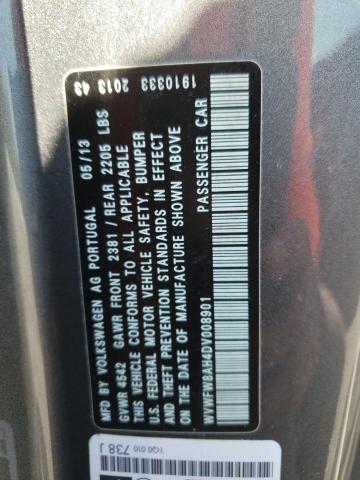 MFD BY VOLKSWAGEN AG PORTUGAL 05/13 2013 43 1910333
GVWR 4542 GAWR FRONT 2381 / REAR 2205 LBS
THIS VEHICLE CONFORMS TO ALL APPLICABLE
U.S. FEDERAL MOTOR VEHICLE SAFETY, BUMPER
AND THEFT PREVENTION STANDARDS IN EFFECT
ON THE DATE OF MANUFACTURE SHOWN ABOVE
WVWFW8AH4DV008901 PASSENGER CAR
1Q0 010
738 J